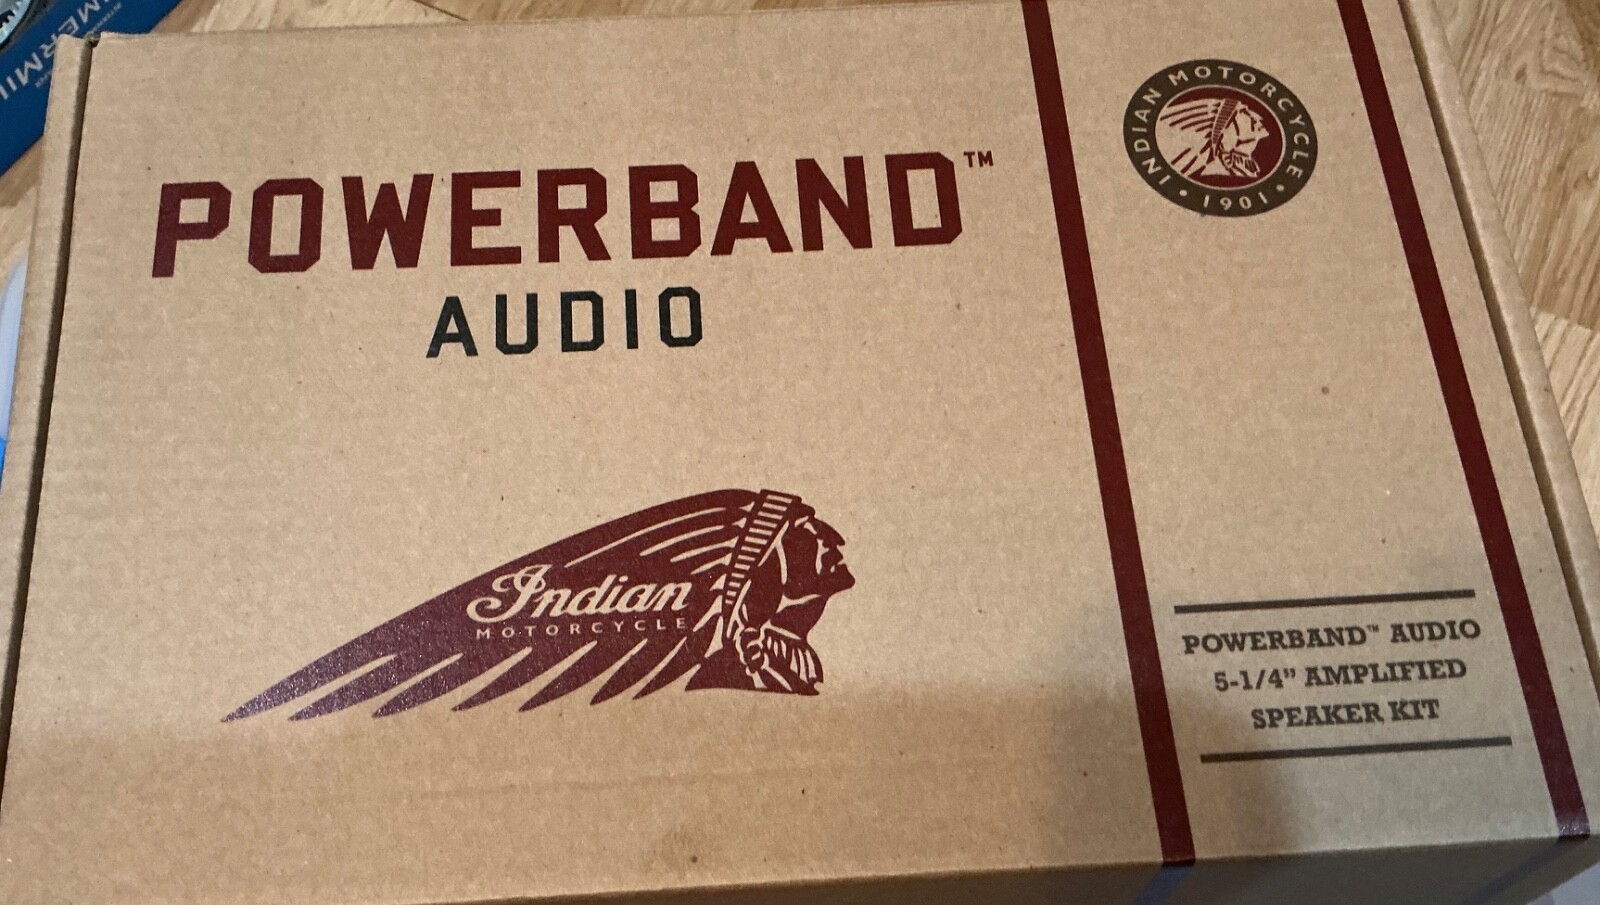 POWERBAND™
AUDIO
Indian
MOTORCYCLE
INDIAN MOTORCYCLE
• 1901 •
POWERBAND™ AUDIO
5-1/4” AMPLIFIED
SPEAKER KIT